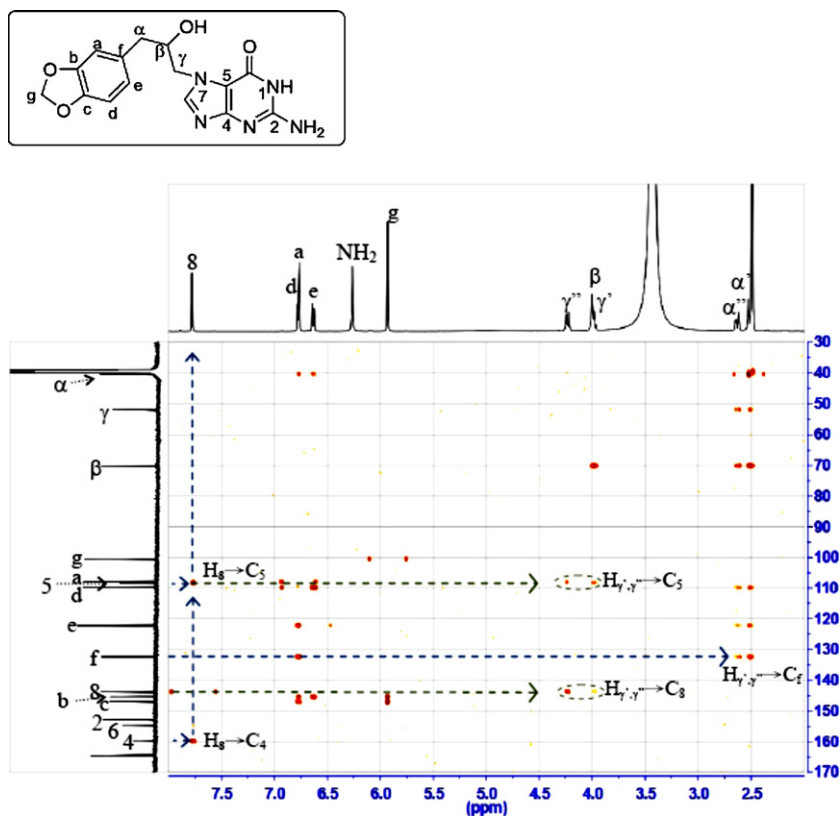 α OH
a f β γ O
b
g O 5 1 NH
e N
7
O c d N 4 N 2 NH₂
8 d a e NH₂ g γ'' β γ' α'' α'
α
γ
β
g
5 a
d
e
f
8
b c
2
6
4
H₈→C₅
Hγ',γ''→C₅
Hγ',γ''→Cf
Hγ',γ''→C₈
H₈→C₄
30
40
50
60
70
80
90
100
110
120
130
140
150
160
170
7.5 7.0 6.5 6.0 5.5 5.0 4.5 4.0 3.5 3.0 2.5
(ppm)